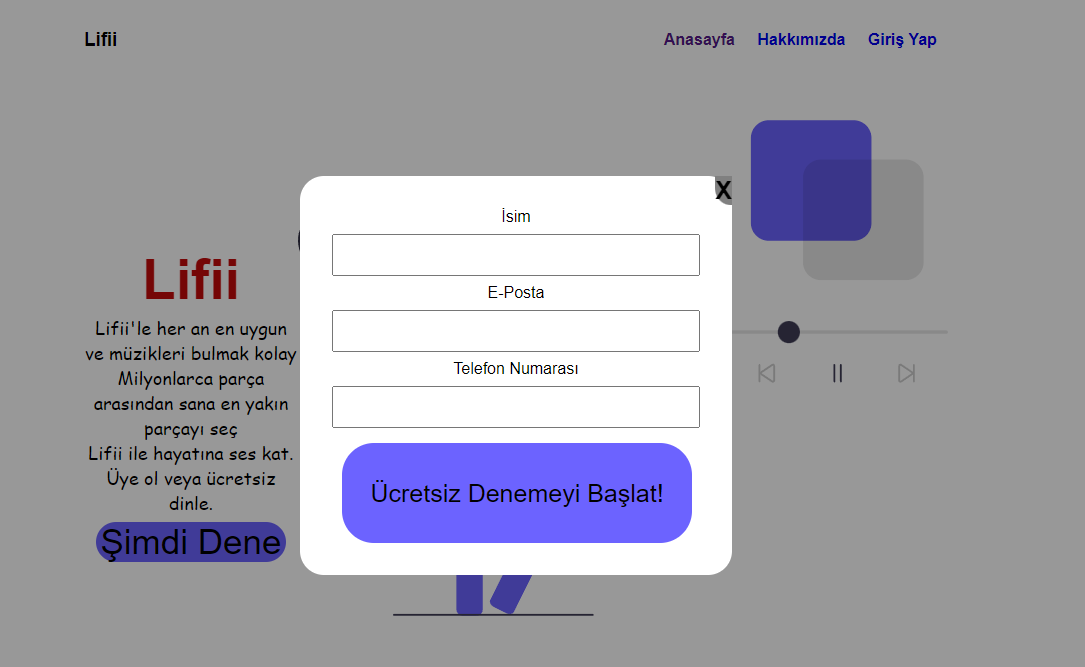 Lifii
Anasayfa Hakkımızda Giriş Yap
X
İsim
E-Posta
Telefon Numarası
Ücretsiz Denemeyi Başlat!
Lifii
Lifii'le her an en uygun
ve müzikleri bulmak kolay
Milyonlarca parça
arasından sana en yakın
parçayı seç
Lifii ile hayatına ses kat.
Üye ol veya ücretsiz
dinle.
Şimdi Dene